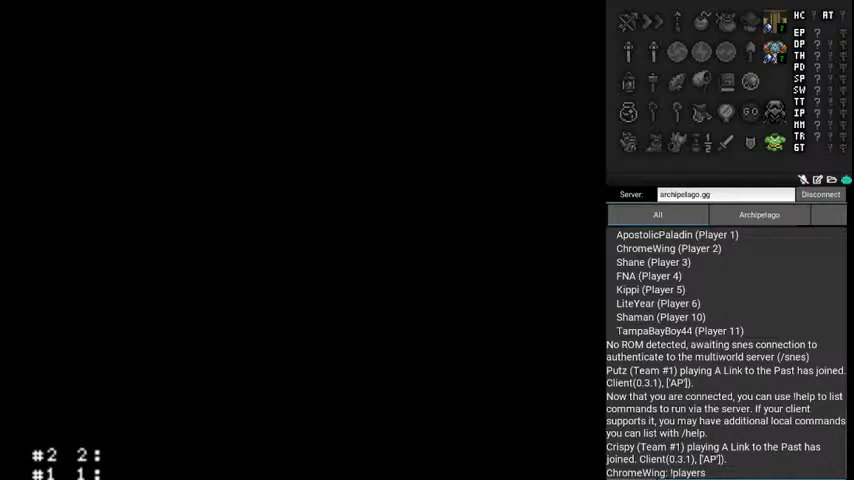 HC AT
EP ?
DP ?
7
TH ?
7
PD ?
SP ?
SW ?
TT ?
GO
IP ?
MM ?
1/2
TR ?
GT
Server: archipelago.gg Disconnect
All Archipelago
ApostolicPaladin (Player 1)
ChromeWing (Player 2)
Shane (Player 3)
FNA (Player 4)
Kippi (Player 5)
LiteYear (Player 6)
Shaman (Player 10)
TampaBayBoy44 (Player 11)
No ROM detected, awaiting snes connection to
authenticate to the multiworld server (/snes)
Putz (Team #1) playing A Link to the Past has joined.
Client(0.3.1), ['AP']).
Now that you are connected, you can use !help to list
commands to run via the server. If your client
supports it, you may have additional local commands
you can list with /help.
Crispy (Team #1) playing A Link to the Past has
joined. Client(0.3.1), ['AP']).
ChromeWing: !players
#2 2:
#1 1: